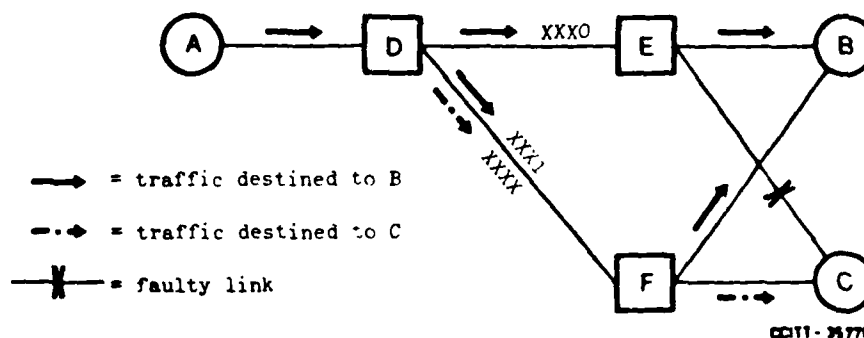 XXX0
A
D
E
B
XXX1
XXXX
= traffic destined to B
= traffic destined to C
= faulty link
F
C